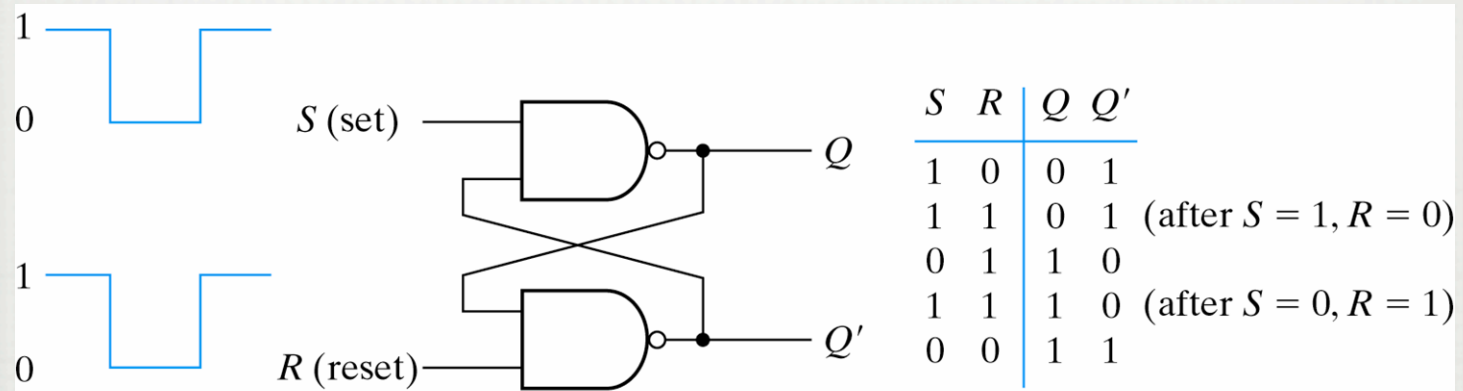 1
0
S (set)
Q
1
0
R (reset)
Q′
S R Q Q′
1 0 0 1
1 1 0 1 (after S = 1, R = 0)
0 1 1 0
1 1 1 0 (after S = 0, R = 1)
0 0 1 1